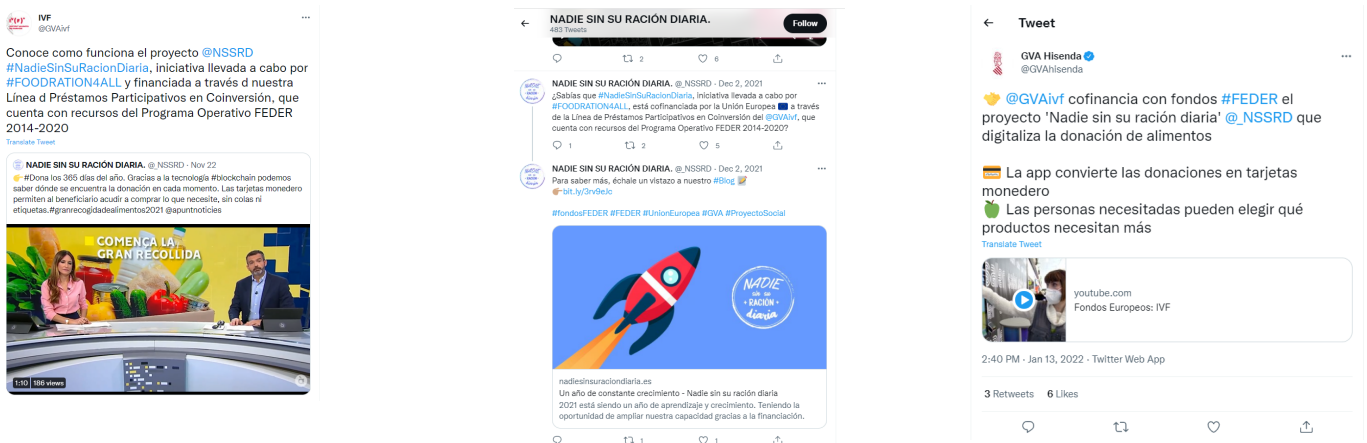 IVF
@GVAivf
Conoce como funciona el proyecto @NSSRD
#NadieSinSuRacionDiaria, iniciativa llevada a cabo por
#FOODRATION4ALL y financiada a través d nuestra
Línea d Préstamos Participativos en Coinversión, que
cuenta con recursos del Programa Operativo FEDER
2014-2020
Translate Tweet
NADIE SIN SU RACIÓN DIARIA. @_NSSRD · Nov 22
#Dona los 365 días del año. Gracias a la tecnología #blockchain podemos
saber dónde se encuentra la donación en cada momento. Las tarjetas monedero
permiten al beneficiario acudir a comprar lo que necesite, sin colas ni
etiquetas.#granrecogidadealimentos2021 @apuntnoticies
COMENÇA LA
GRAN RECOLLIDA
1:10 186 views
NADIE SIN SU RACIÓN DIARIA.
483 Tweets
Follow
2 6
NADIE SIN SU RACIÓN DIARIA. @_NSSRD · Dec 2, 2021
¿Sabías que #NadieSinSuRacionDiaria, iniciativa llevada a cabo por
#FOODRATION4ALL, está cofinanciada por la Unión Europea a través
de la Línea de Préstamos Participativos en Coinversión del @GVAivf, que
cuenta con recursos del Programa Operativo FEDER 2014-2020?
1 2 5
NADIE SIN SU RACIÓN DIARIA. @_NSSRD · Dec 2, 2021
Para saber más, échale un vistazo a nuestro #Blog
bit.ly/3rv9eJc
#fondosFEDER #FEDER #UnionEuropea #GVA #ProyectoSocial
NADIE
sin su
RACIÓN
diaria
nadiesinsuraciondiaria.es
Un año de constante crecimiento - Nadie sin su ración diaria
2021 está siendo un año de aprendizaje y crecimiento. Teniendo la
oportunidad de ampliar nuestra capacidad gracias a la financiación.
1 1
Tweet
GVA Hisenda
@GVAhisenda
@GVAivf cofinancia con fondos #FEDER el
proyecto 'Nadie sin su ración diaria' @_NSSRD que
digitaliza la donación de alimentos
La app convierte las donaciones en tarjetas
monedero
Las personas necesitadas pueden elegir qué
productos necesitan más
Translate Tweet
youtube.com
Fondos Europeos: IVF
2:40 PM · Jan 13, 2022 · Twitter Web App
3 Retweets 6 Likes